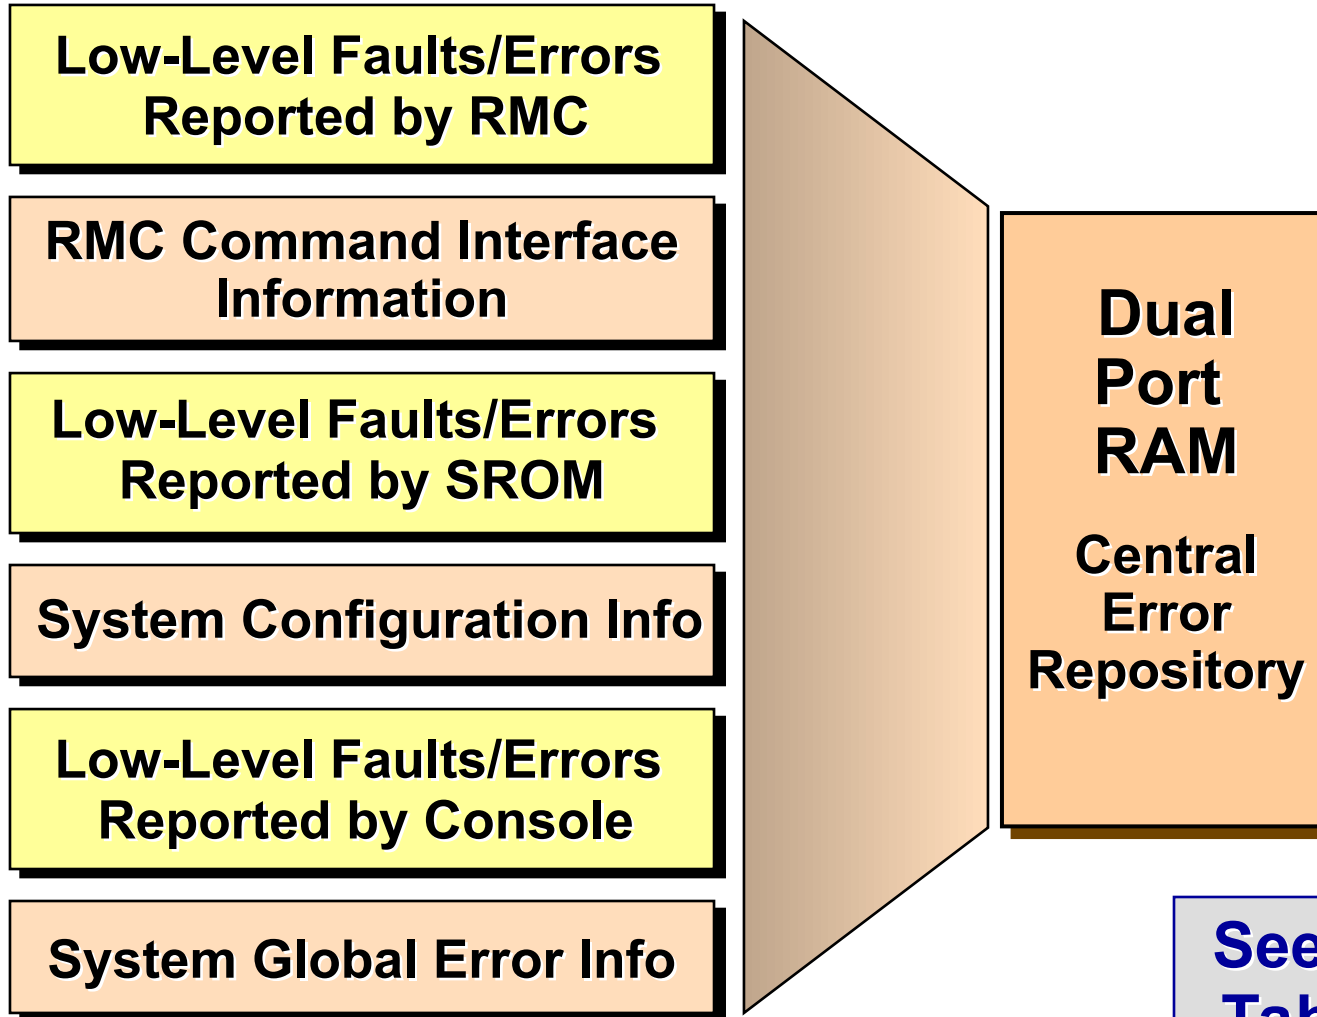 Low-Level Faults/Errors
Reported by RMC
RMC Command Interface
Information
Low-Level Faults/Errors
Reported by SROM
System Configuration Info
Low-Level Faults/Errors
Reported by Console
System Global Error Info
Dual
Port
RAM
Central
Error
Repository
See